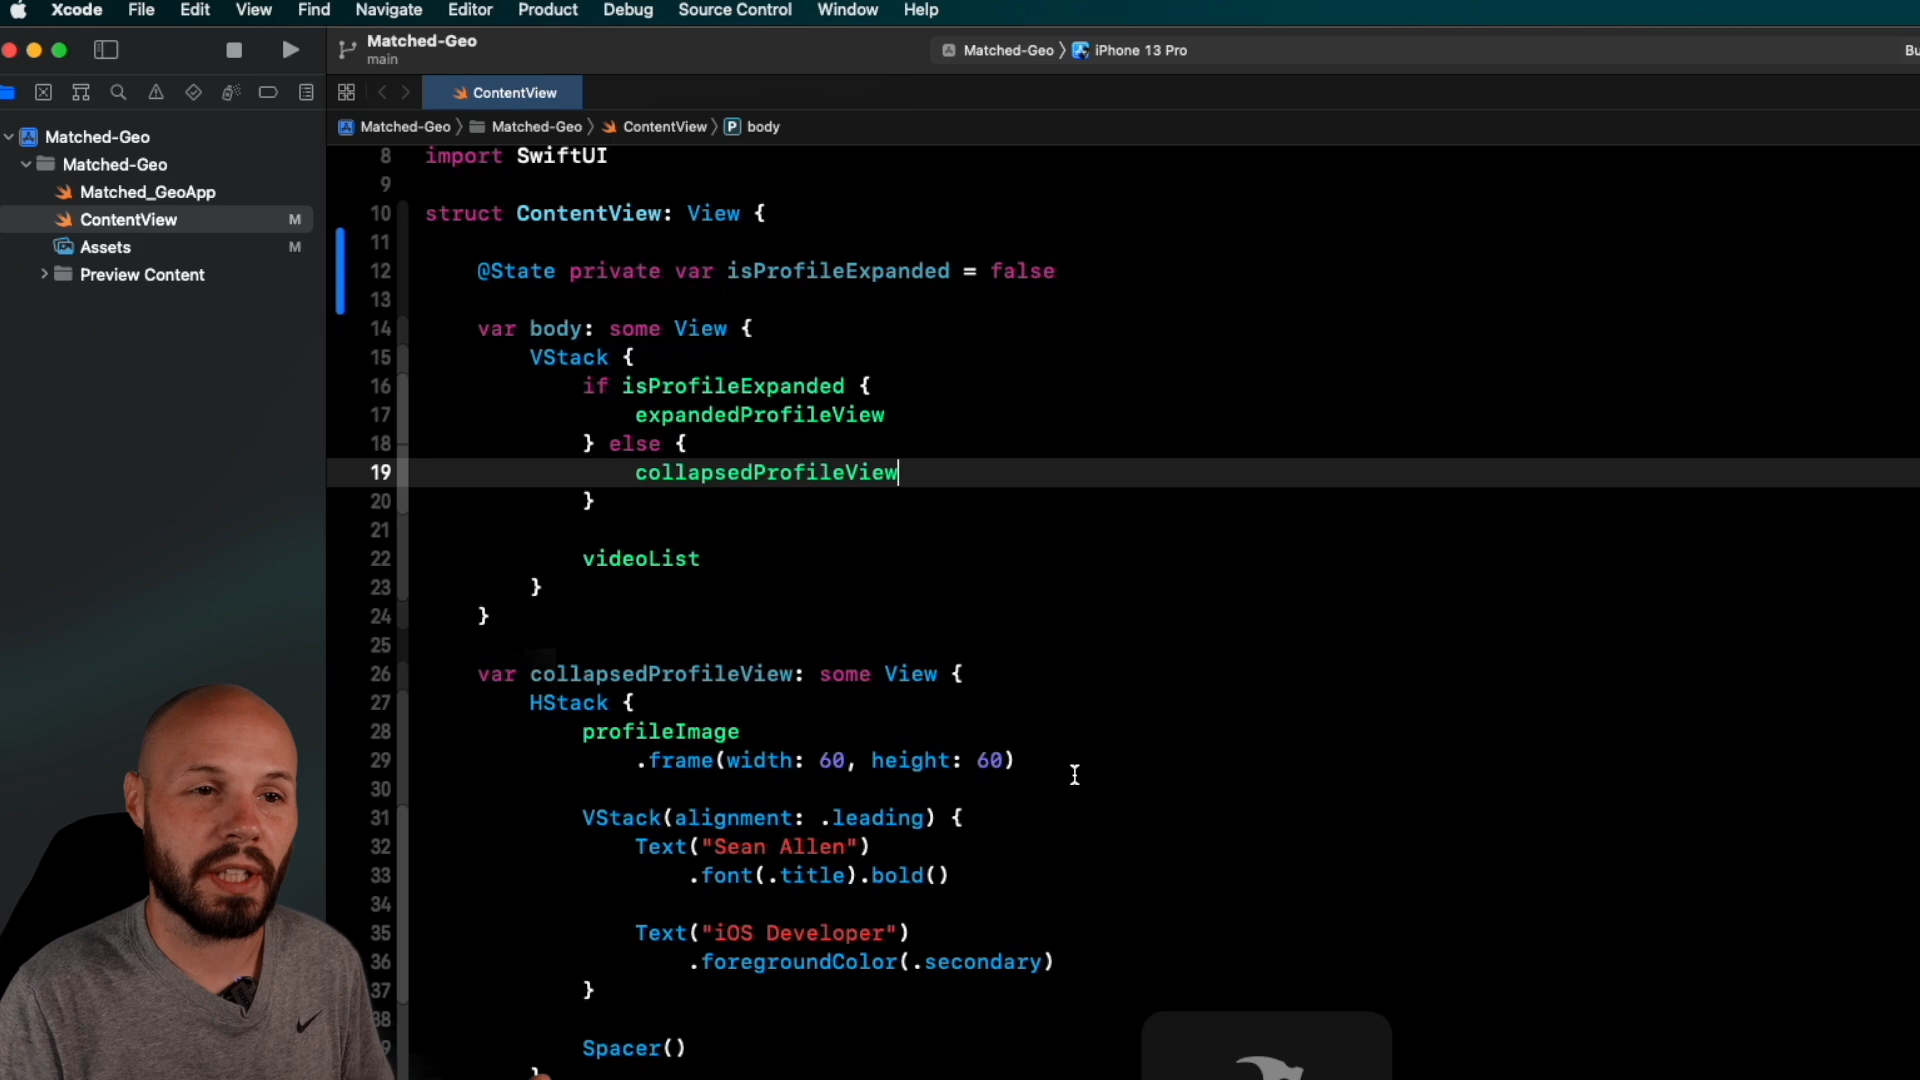 Xcode File Edit View Find Navigate Editor Product Debug Source Control Window Help
Matched-Geo
main
Matched-Geo iPhone 13 Pro
ContentView
Matched-Geo Matched-Geo ContentView P body
Matched-Geo
Matched-Geo
Matched_GeoApp
ContentView M
Assets M
Preview Content
8 import SwiftUI
9
10 struct ContentView: View {
11
12 @State private var isProfileExpanded = false
13
14 var body: some View {
15 VStack {
16 if isProfileExpanded {
17 expandedProfileView
18 } else {
19 collapsedProfileView
20 }
21
22 videoList
23 }
24 }
25
26 var collapsedProfileView: some View {
27 HStack {
28 profileImage
29 .frame(width: 60, height: 60)
30
31 VStack(alignment: .leading) {
32 Text("Sean Allen")
33 .font(.title).bold()
34
35 Text("iOS Developer")
36 .foregroundColor(.secondary)
37 }
38
Spacer()